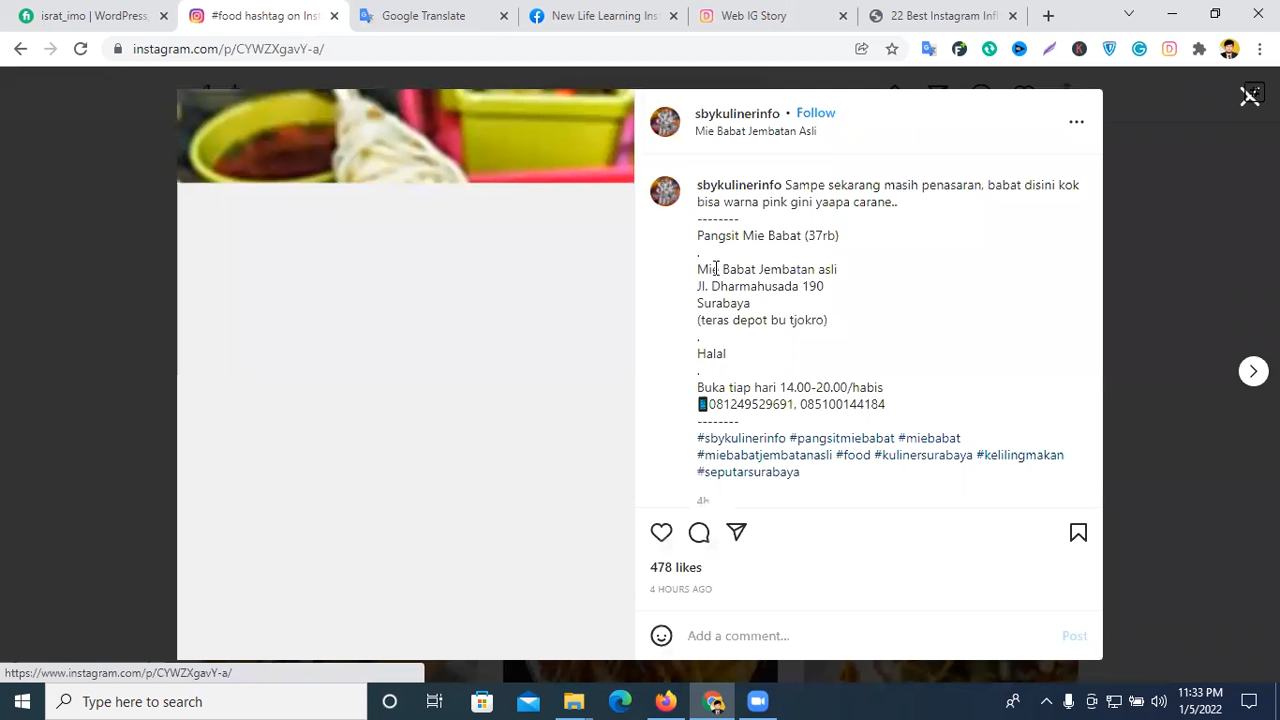 israt_imo | WordPress,
#food hashtag on Inst
Google Translate
New Life Learning Ins
Web IG Story
22 Best Instagram Infl
instagram.com/p/CYWZXgavY-a/
sbykulinerinfo • Follow
Mie Babat Jembatan Asli
sbykulinerinfo Sampe sekarang masih penasaran, babat disini kok
bisa warna pink gini yaapa carane..
--------
Pangsit Mie Babat (37rb)
.
Mie Babat Jembatan asli
Jl. Dharmahusada 190
Surabaya
(teras depot bu tjokro)
.
Halal
.
Buka tiap hari 14.00-20.00/habis
081249529691, 085100144184
--------
#sbykulinerinfo #pangsitmiebabat #miebabat
#miebabatjembatanasli #food #kulinersurabaya #kelilingmakan
#seputarsurabaya
4h
478 likes
4 HOURS AGO
Add a comment...
Post
https://www.instagram.com/p/CYWZXgavY-a/
Type here to search
11:33 PM
1/5/2022